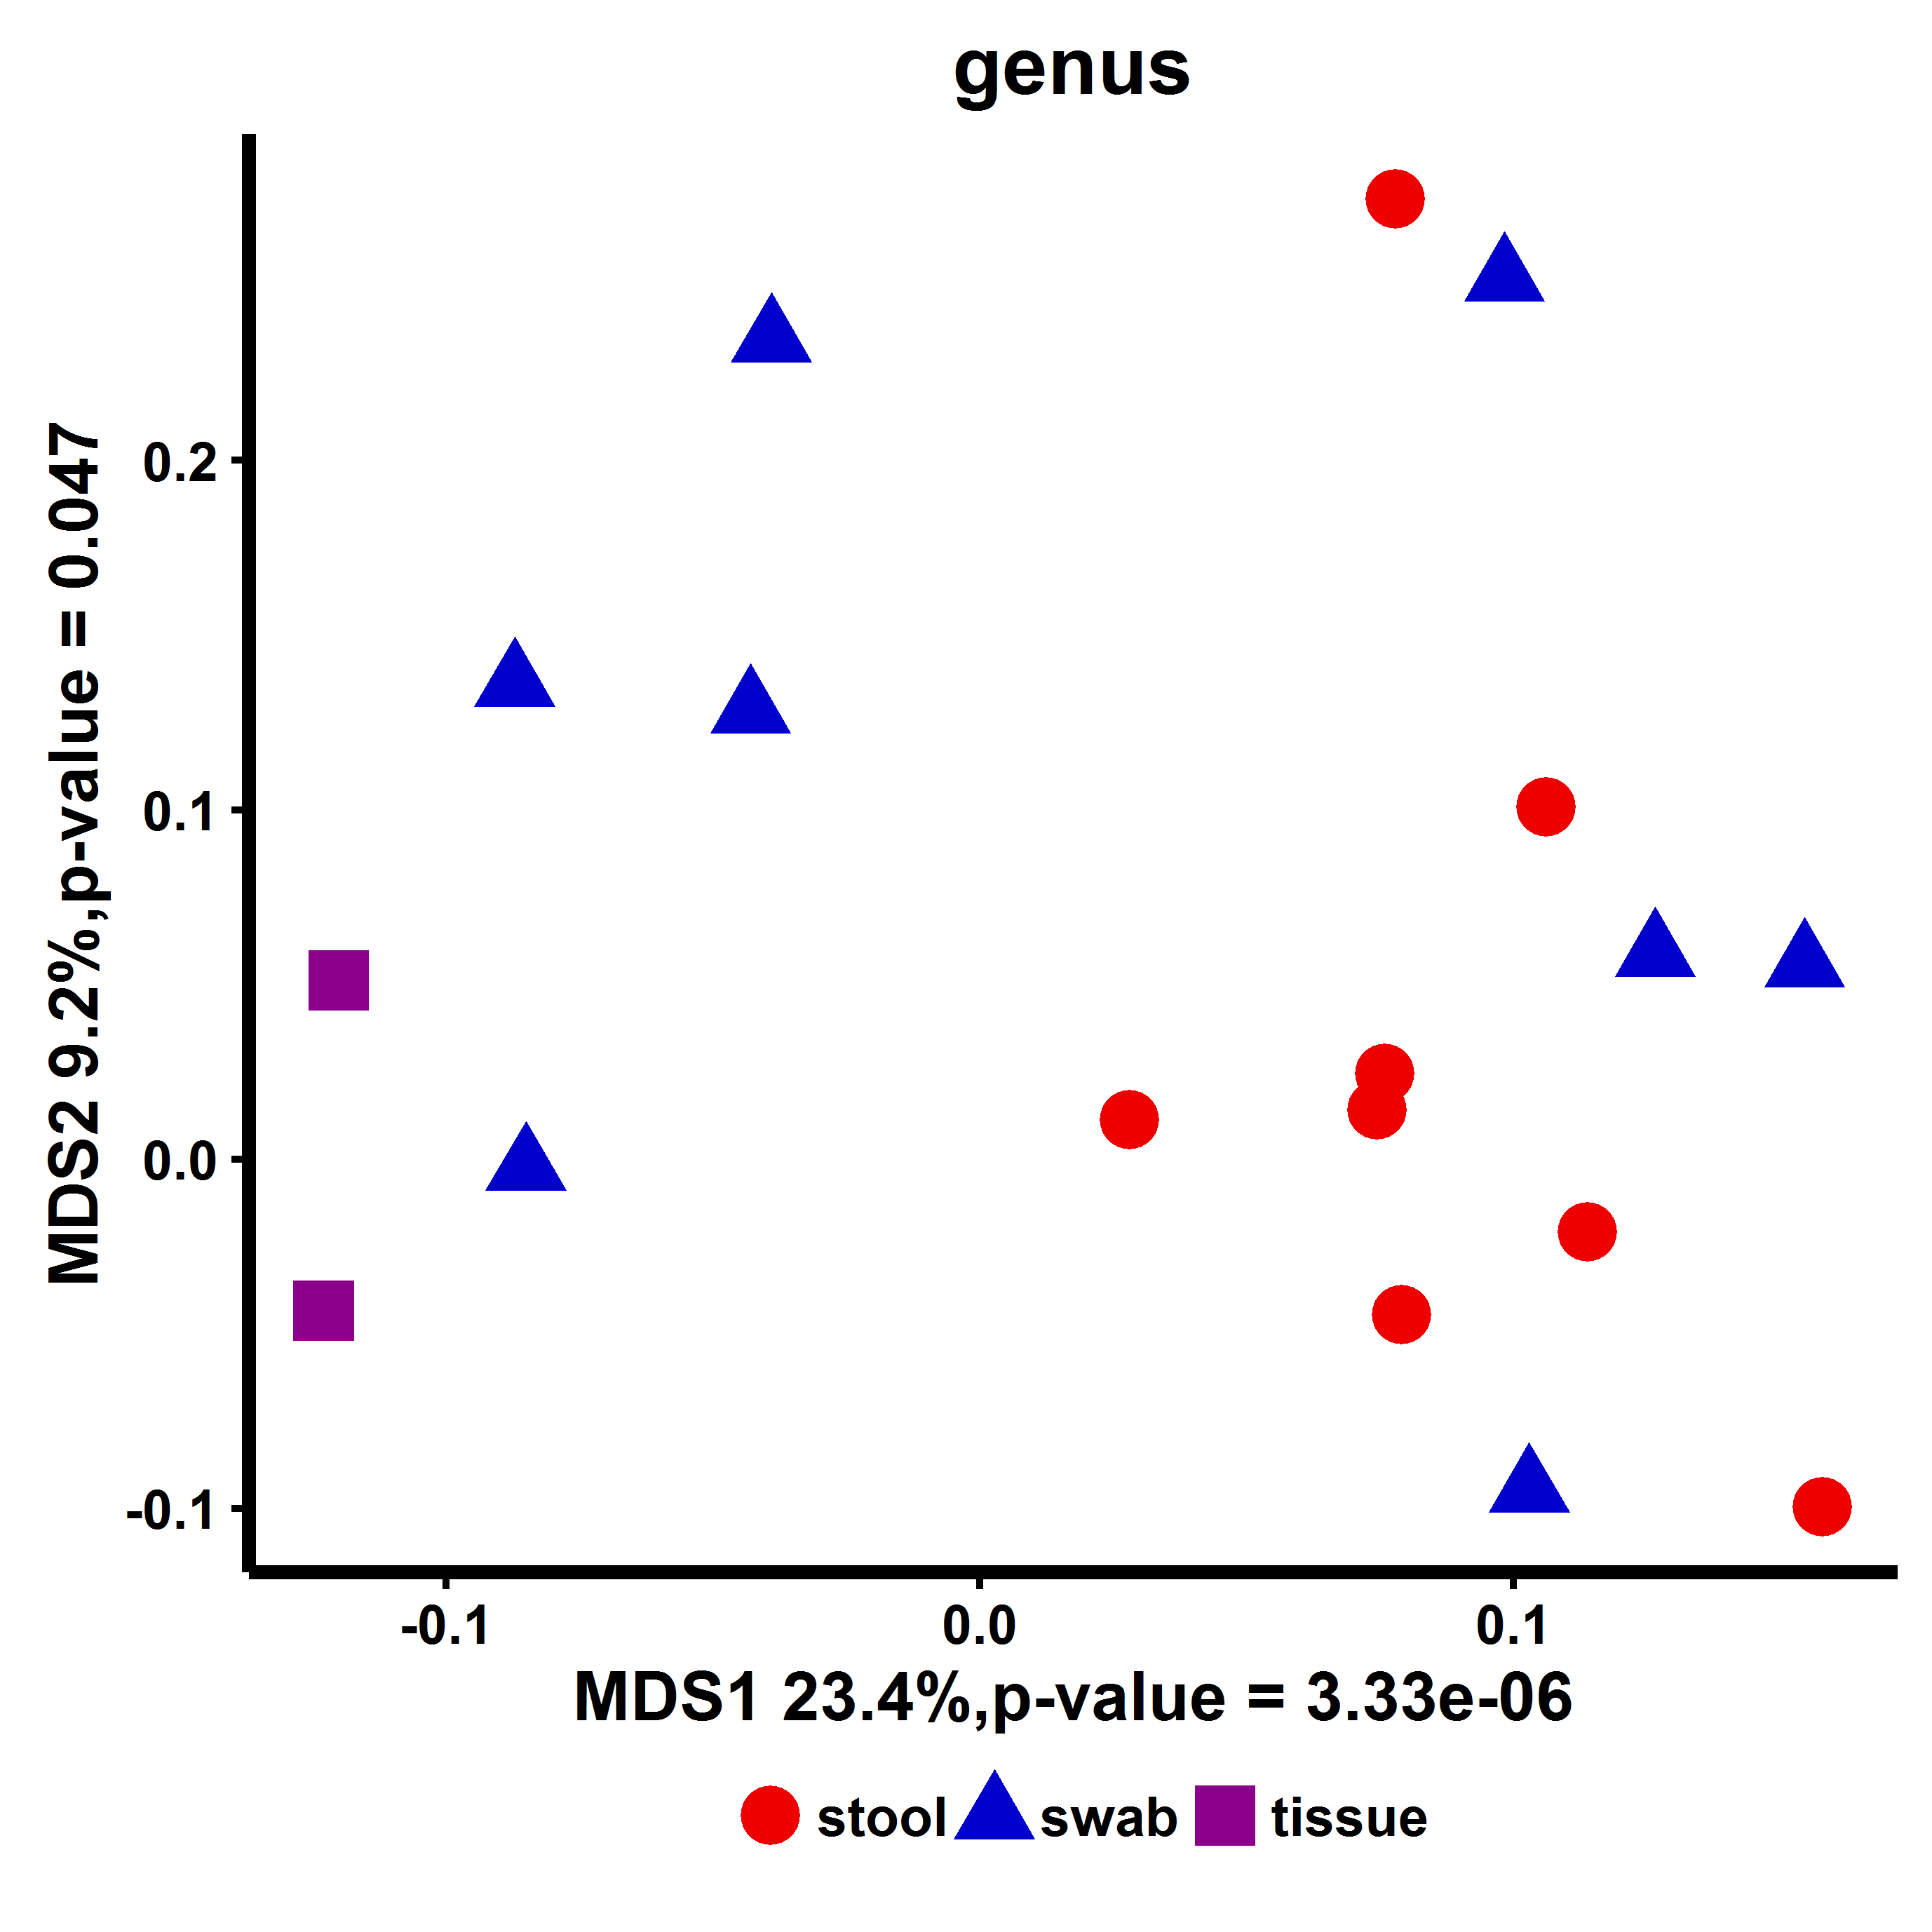 genus
MDS2 9.2%,p-value = 0.047
0.2
0.1
0.0
-0.1
-0.1
0.0
0.1
MDS1 23.4%,p-value = 3.33e-06
stool swab tissue